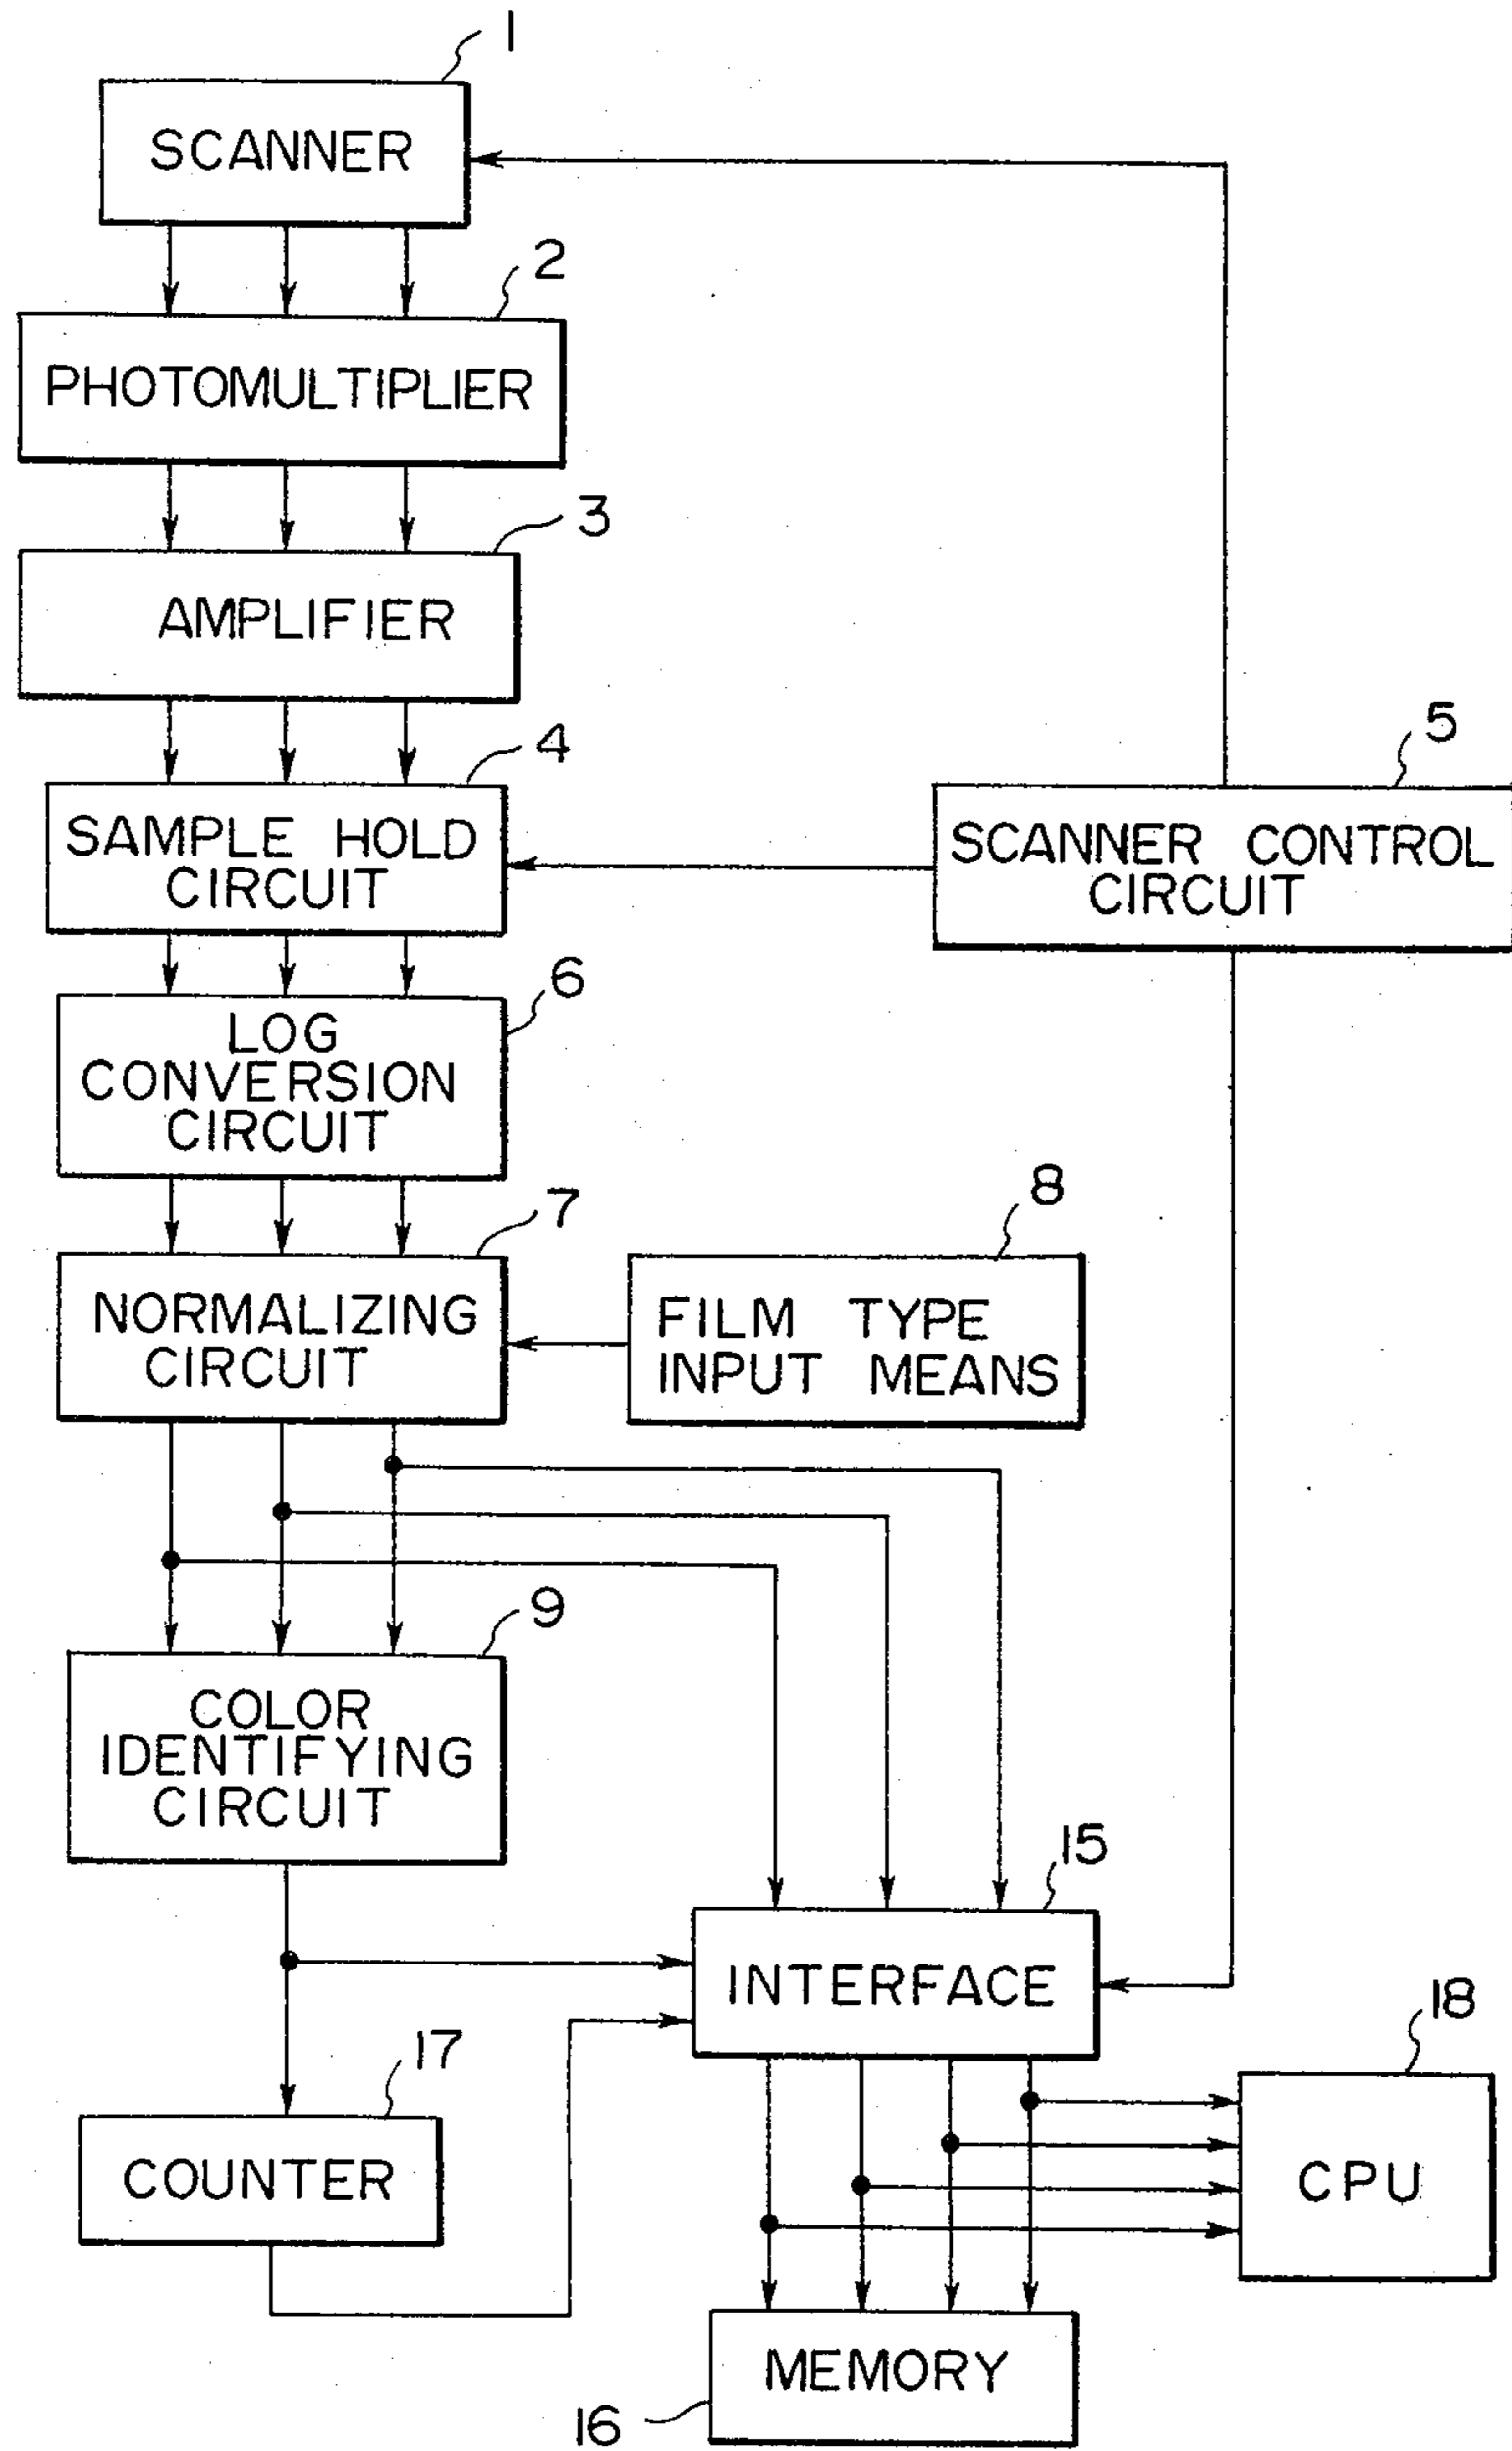 1
SCANNER
2
PHOTOMULTIPLIER
3
AMPLIFIER
4
SAMPLE HOLD
CIRCUIT
5
SCANNER CONTROL
CIRCUIT
6
LOG
CONVERSION
CIRCUIT
7
NORMALIZING
CIRCUIT
8
FILM TYPE
INPUT MEANS
9
COLOR
IDENTIFYING
CIRCUIT
15
INTERFACE
17
COUNTER
18
CPU
MEMORY
16